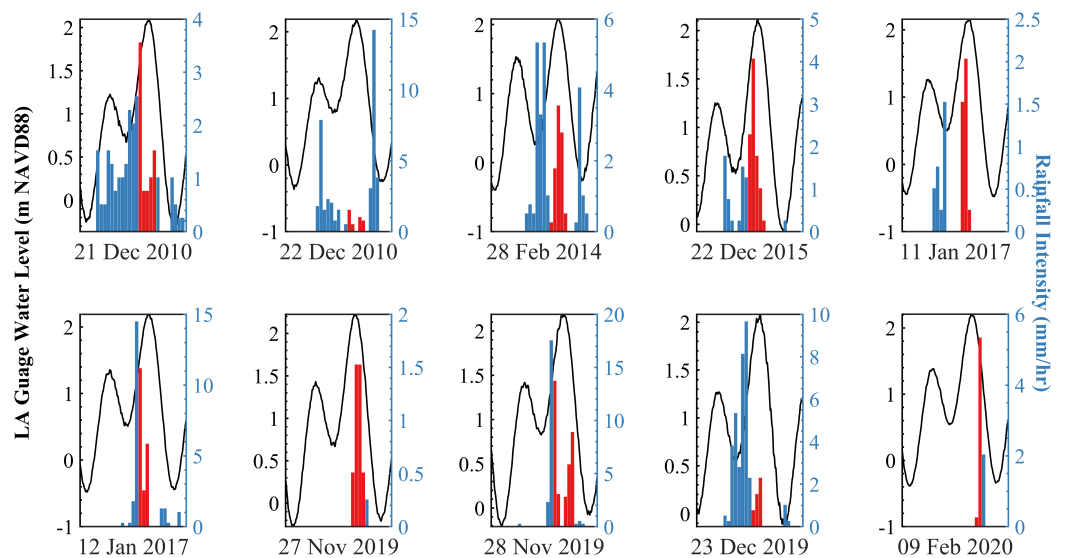 LA Guage Water Level (m NAVD88)
2 1.5 1 0.5 0
4 3 2 1 0
21 Dec 2010
2 1 0 -1
15 10 5 0
22 Dec 2010
2 1 0 -1
6 4 2 0
28 Feb 2014
2 1.5 1 0.5 0
5 4 3 2 1 0
22 Dec 2015
2 1 0 -1
2.5 2 1.5 1 0.5 0
11 Jan 2017
2 1 0 -1
15 10 5 0
12 Jan 2017
2 1.5 1 0.5 0
2 1.5 1 0.5 0
27 Nov 2019
2 1.5 1 0.5 0
20 15 10 5 0
28 Nov 2019
2 1.5 1 0.5 0
10 8 6 4 2 0
23 Dec 2019
2 1 0 -1
6 4 2 0
09 Feb 2020
Rainfall Intensity (mm/hr)